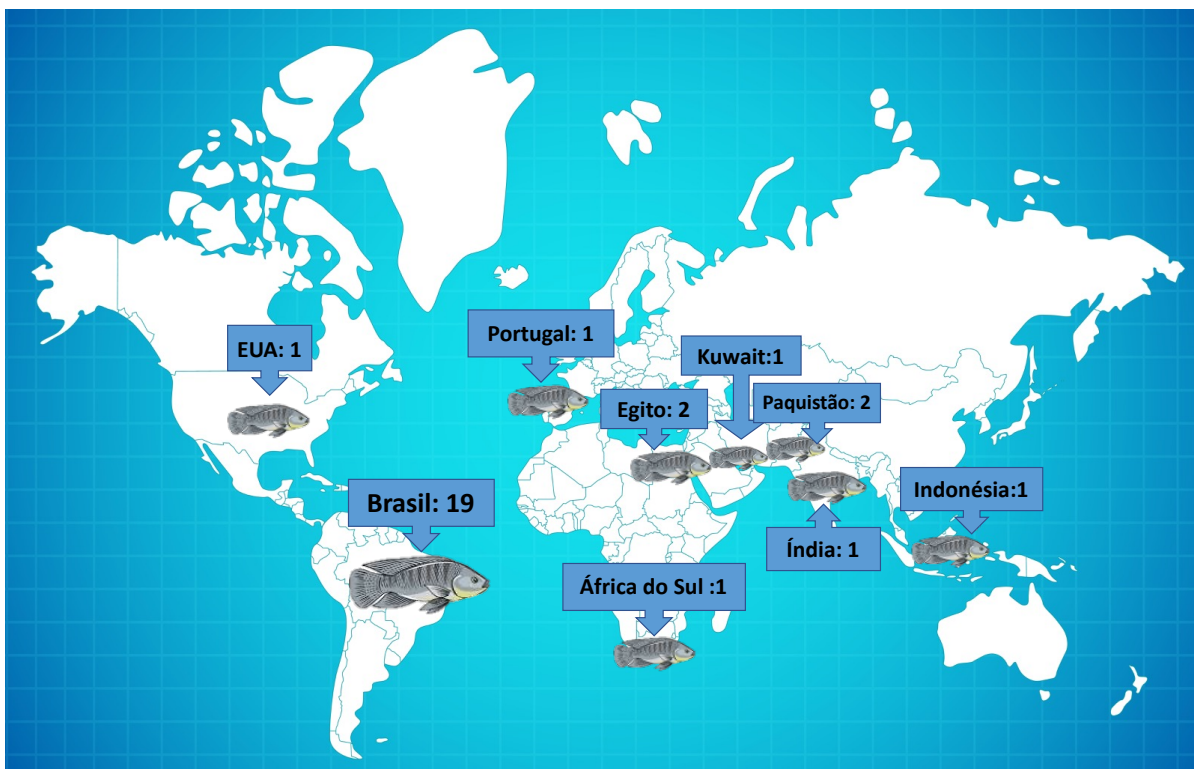 Portugal: 1
EUA: 1
Kuwait:1
Egito: 2
Paquistão: 2
Brasil: 19
Indonésia:1
Índia: 1
África do Sul :1